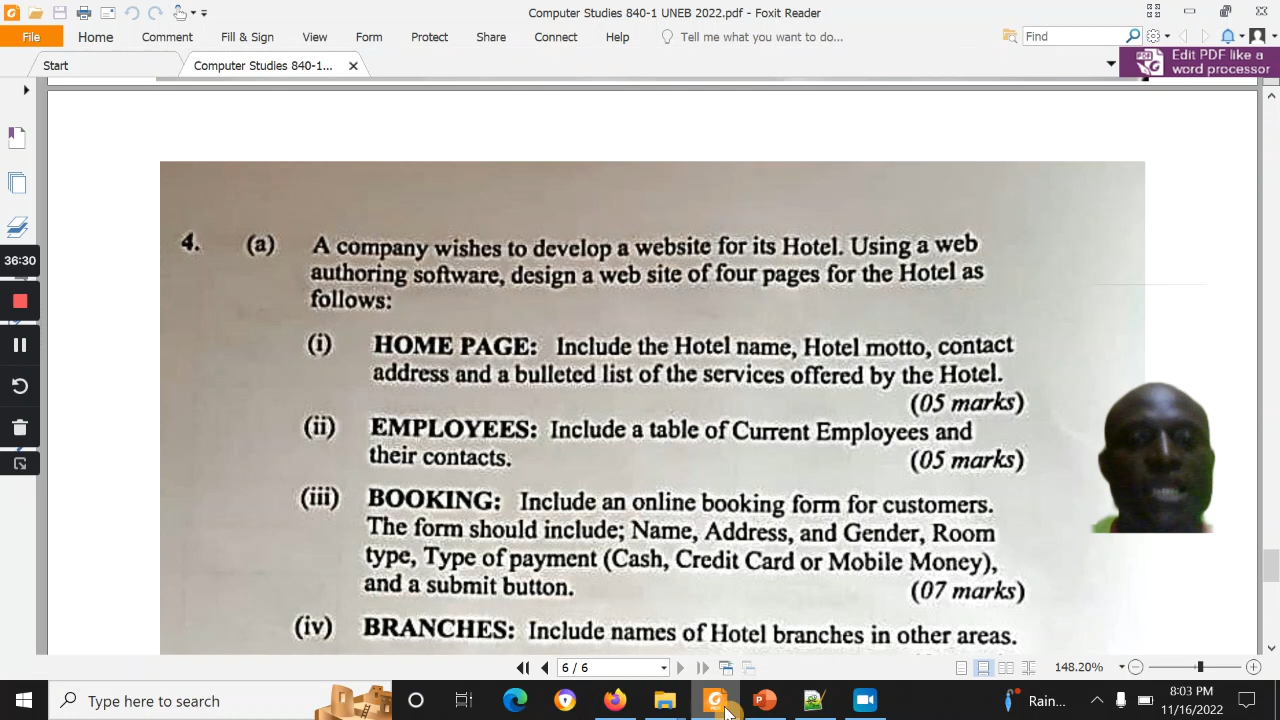 Computer Studies 840-1 UNEB 2022.pdf - Foxit Reader
File Home Comment Fill & Sign View Form Protect Share Connect Help Tell me what you want to do... Find
Start Computer Studies 840-1... Edit PDF like a
word processor
4. (a) A company wishes to develop a website for its Hotel. Using a web
authoring software, design a web site of four pages for the Hotel as
follows:
36:30
(i) HOME PAGE: Include the Hotel name, Hotel motto, contact
address and a bulleted list of the services offered by the Hotel.
(05 marks)
(ii) EMPLOYEES: Include a table of Current Employees and
their contacts. (05 marks)
(iii) BOOKING: Include an online booking form for customers.
The form should include; Name, Address, and Gender, Room
type, Type of payment (Cash, Credit Card or Mobile Money),
and a submit button. (07 marks)
(iv) BRANCHES: Include names of Hotel branches in other areas.
6 / 6 148.20%
Type here to search Rain... 8:03 PM
11/16/2022